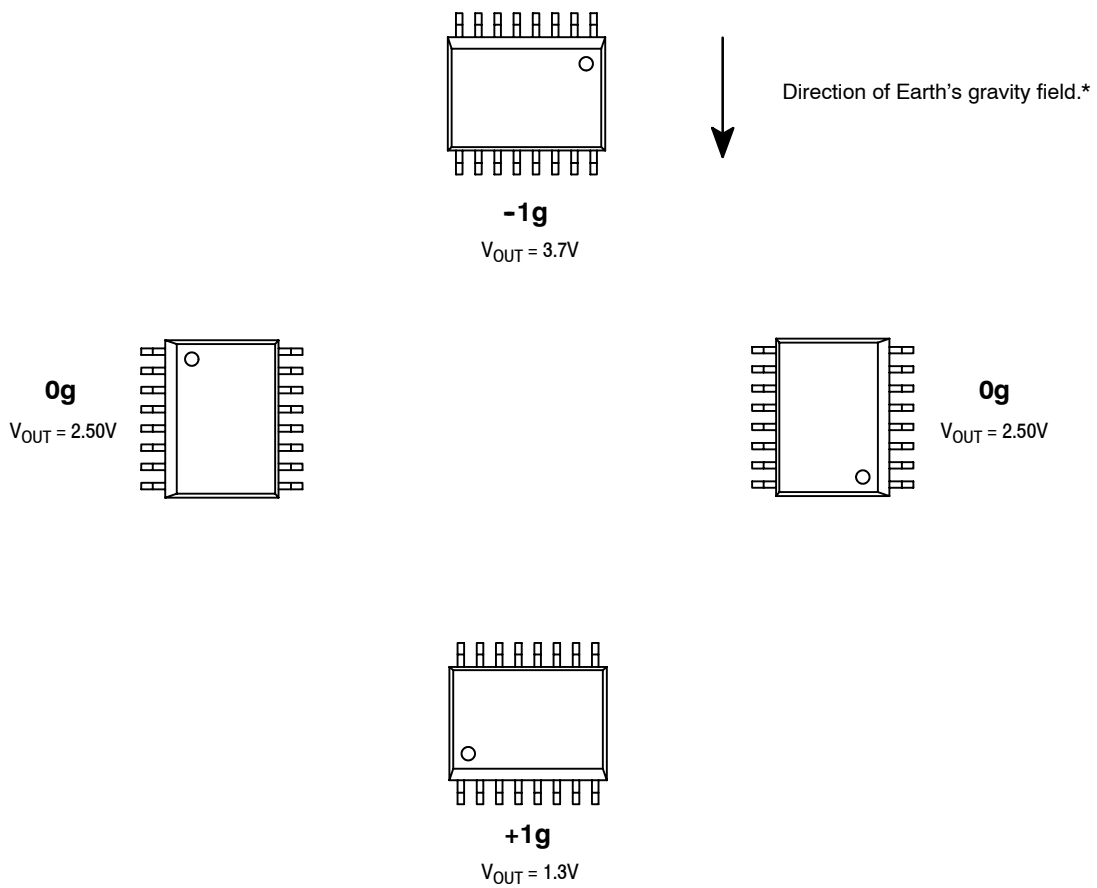 Direction of Earth's gravity field.*
-1g
VOUT = 3.7V
0g
VOUT = 2.50V
0g
VOUT = 2.50V
+1g
VOUT = 1.3V